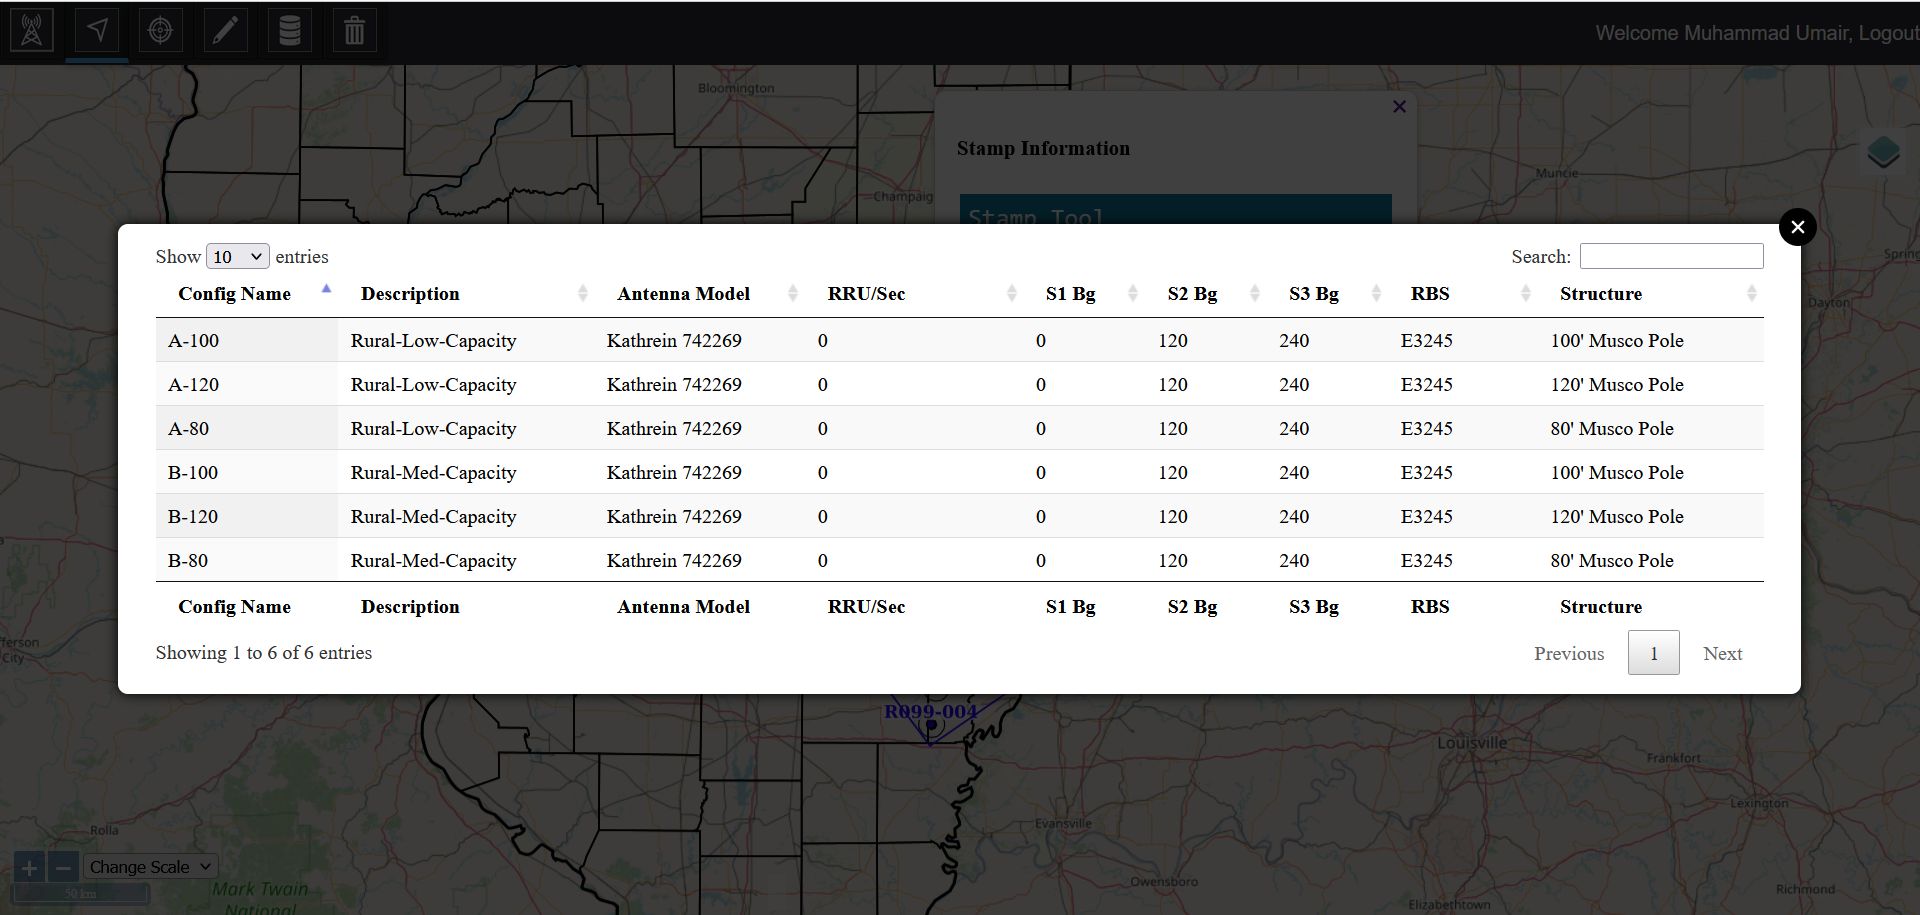 Welcome Muhammad Umair, Logout
Bloomington
Stamp Information
Muncie
Champaig
Stamp Tool
Spring
Show 10 entries
Search:
Config Name Description Antenna Model RRU/Sec S1 Bg S2 Bg S3 Bg RBS Structure
Dayton
A-100 Rural-Low-Capacity Kathrein 742269 0 0 120 240 E3245 100' Musco Pole
A-120 Rural-Low-Capacity Kathrein 742269 0 0 120 240 E3245 120' Musco Pole
A-80 Rural-Low-Capacity Kathrein 742269 0 0 120 240 E3245 80' Musco Pole
B-100 Rural-Med-Capacity Kathrein 742269 0 0 120 240 E3245 100' Musco Pole
B-120 Rural-Med-Capacity Kathrein 742269 0 0 120 240 E3245 120' Musco Pole
B-80 Rural-Med-Capacity Kathrein 742269 0 0 120 240 E3245 80' Musco Pole
Config Name Description Antenna Model RRU/Sec S1 Bg S2 Bg S3 Bg RBS Structure
fferson
City
Showing 1 to 6 of 6 entries
Previous 1 Next
R099-004
Louisville
Frankfort
Lexington
Evansville
Rolla
+ − Change Scale
50 km
Mark Twain
National
Owensboro
Richmond
Elizabethtown